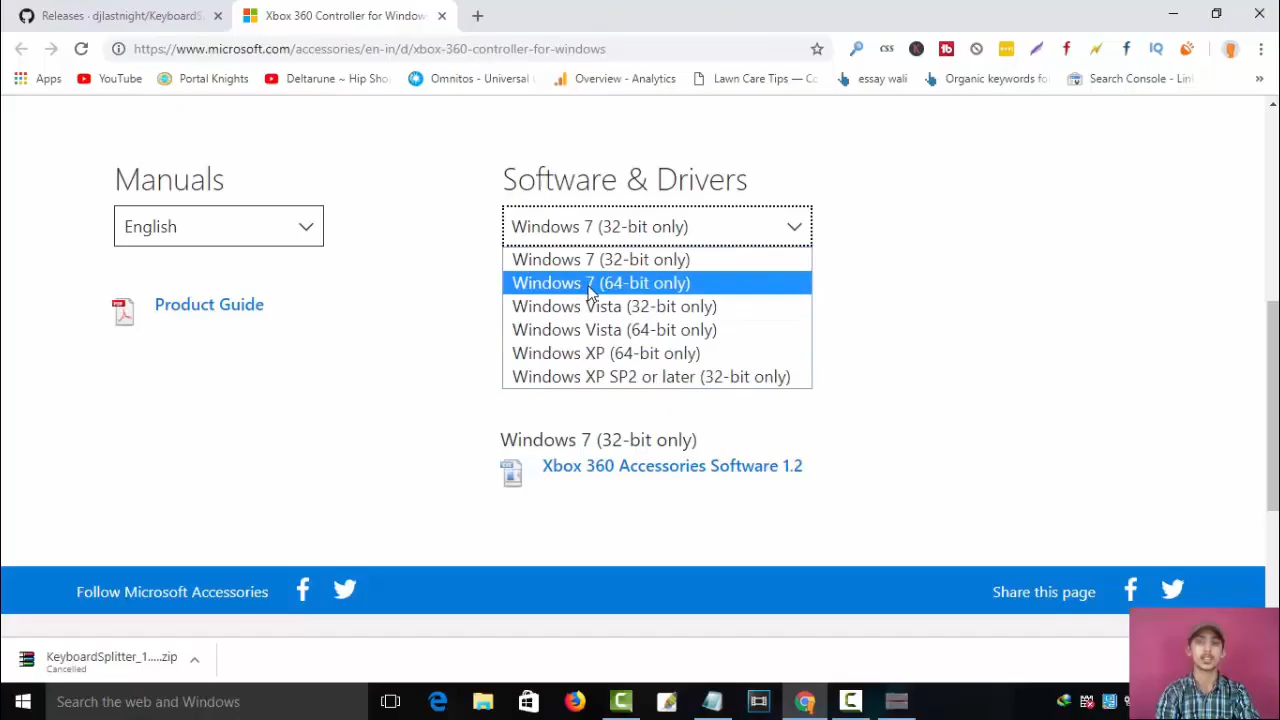 Releases · djlastnight/KeyboardS
Xbox 360 Controller for Window
https://www.microsoft.com/accessories/en-in/d/xbox-360-controller-for-windows
Apps
YouTube
Portal Knights
Deltarune ~ Hip Sho
Omnitos - Universal
Overview - Analytics
Lawn Care Tips — Co
essay wali
Organic keywords fo
Search Console - Lin
Manuals
Software & Drivers
English
Windows 7 (32-bit only)
Windows 7 (32-bit only)
Windows 7 (64-bit only)
Windows Vista (32-bit only)
Windows Vista (64-bit only)
Windows XP (64-bit only)
Windows XP SP2 or later (32-bit only)
Product Guide
Windows 7 (32-bit only)
Xbox 360 Accessories Software 1.2
Follow Microsoft Accessories
Share this page
KeyboardSplitter_1.....zip
Cancelled
Search the web and Windows